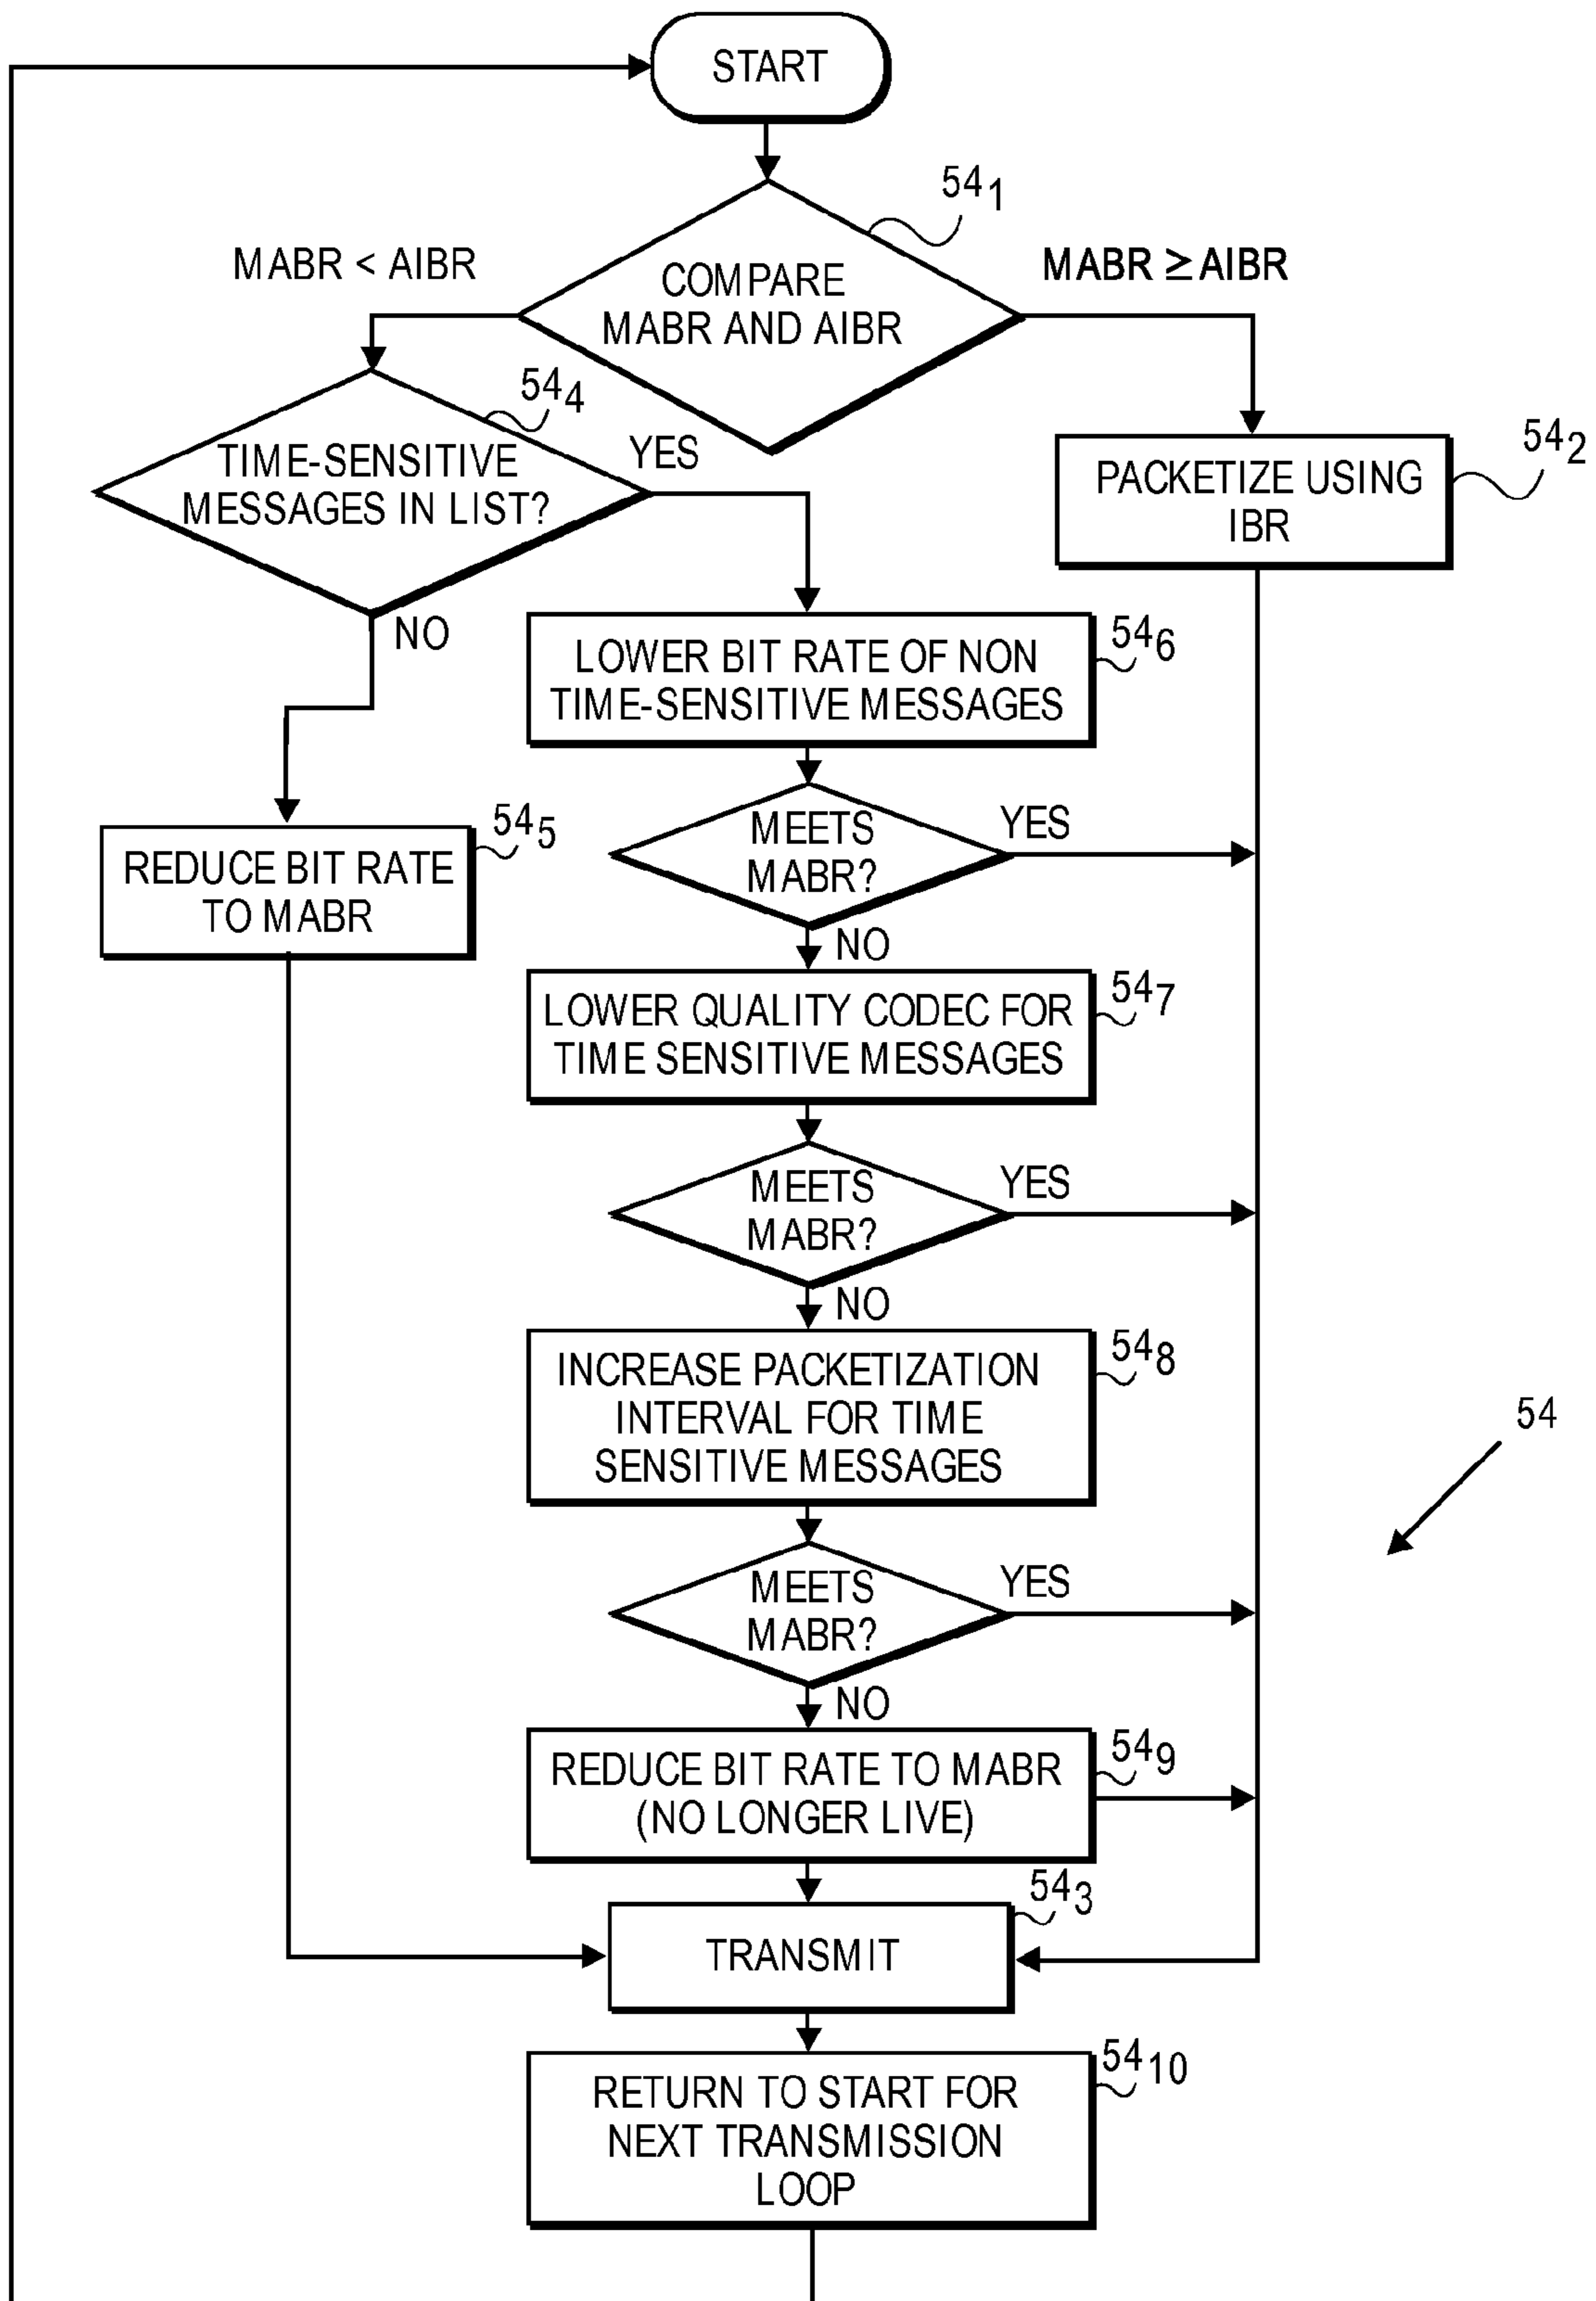 START
54₁
MABR < AIBR
MABR ≥ AIBR
COMPARE
MABR AND AIBR
54₄
TIME-SENSITIVE
MESSAGES IN LIST?
YES
NO
54₂
PACKETIZE USING
IBR
54₆
LOWER BIT RATE OF NON
TIME-SENSITIVE MESSAGES
54₅
REDUCE BIT RATE
TO MABR
MEETS
MABR?
YES
NO
54₇
LOWER QUALITY CODEC FOR
TIME SENSITIVE MESSAGES
MEETS
MABR?
YES
NO
54₈
INCREASE PACKETIZATION
INTERVAL FOR TIME
SENSITIVE MESSAGES
54
MEETS
MABR?
YES
NO
54₉
REDUCE BIT RATE TO MABR
(NO LONGER LIVE)
54₃
TRANSMIT
54₁₀
RETURN TO START FOR
NEXT TRANSMISSION
LOOP